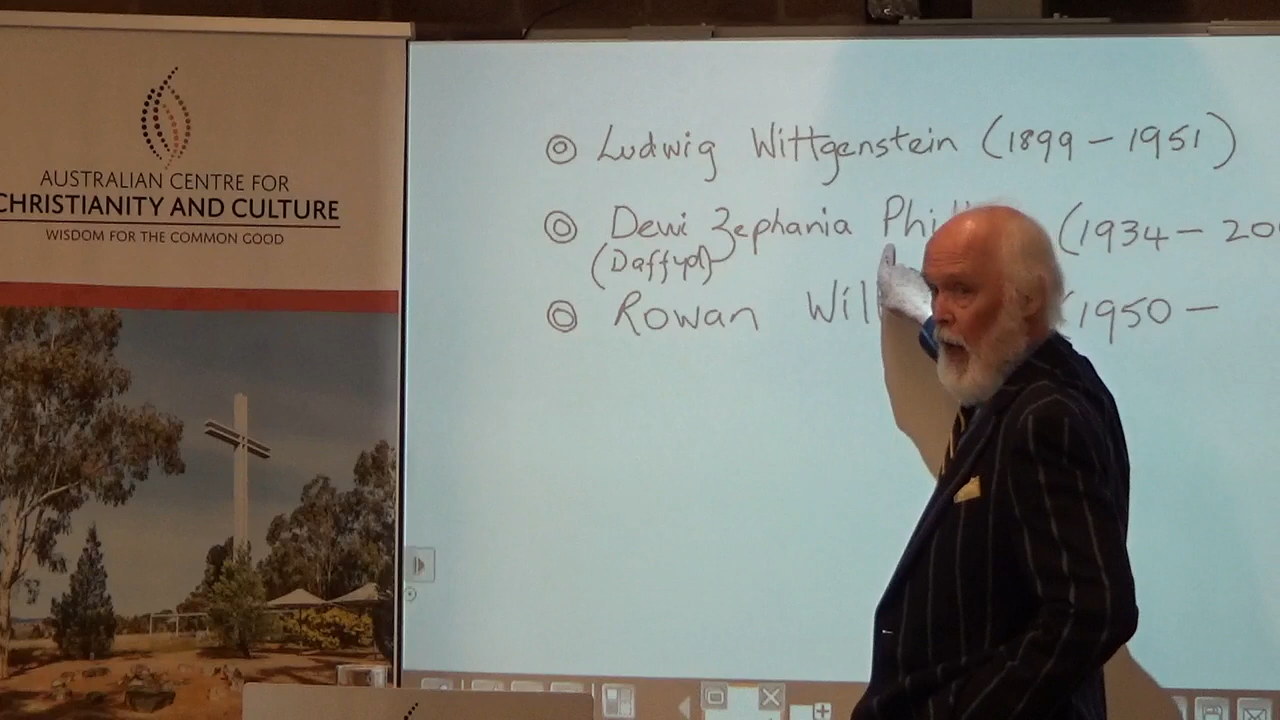 AUSTRALIAN CENTRE FOR
CHRISTIANITY AND CULTURE
WISDOM FOR THE COMMON GOOD
Ludwig Wittgenstein (1899 - 1951)
Dewi Zephania (1934 -
(Daffyd)
Rowan (1950 -